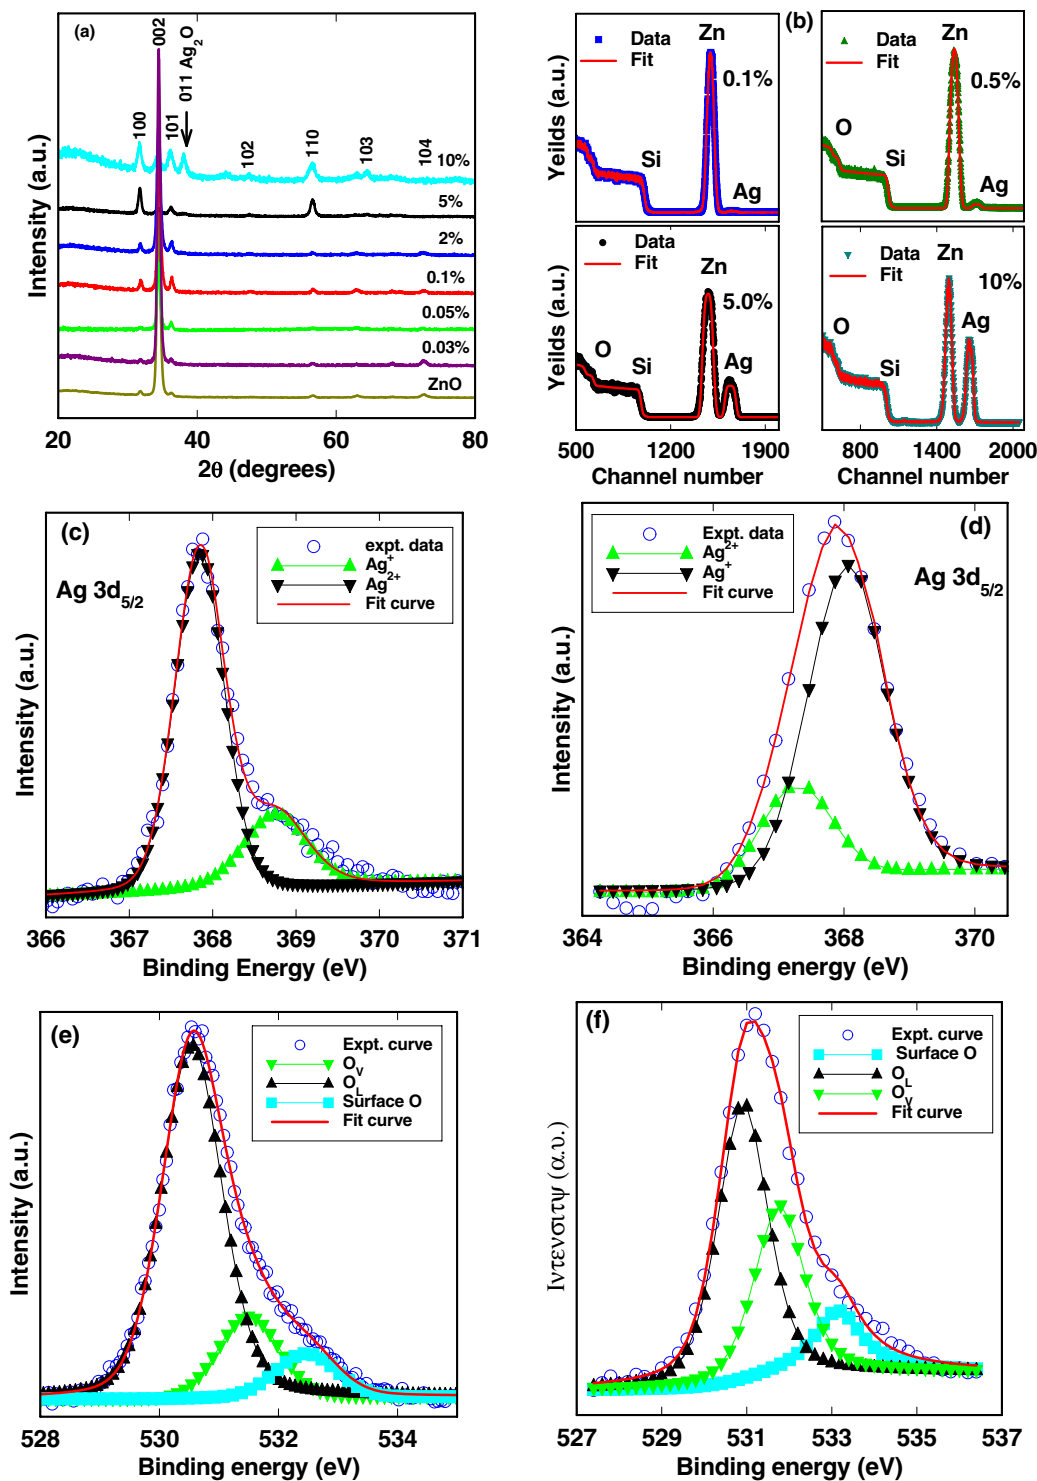 (a)
002
011 Ag2O
100
101
102
110
103
104
10%
5%
2%
0.1%
0.05%
0.03%
ZnO
Intensity (a.u.)
20 40 60 80
2θ (degrees)
(b)
Data
Fit
Zn
0.1%
Si
Ag
Yeilds (a.u.)
Data
Fit
Zn
0.5%
O
Si
Ag
Data
Fit
Zn
5.0%
O
Si
Ag
Yeilds (a.u.)
500 1200 1900
Channel number
Data
Fit
Zn
10%
O
Si
Ag
800 1400 2000
Channel number
(c)
expt. data
Ag+
Ag2+
Fit curve
Ag 3d5/2
Intensity (a.u.)
366 367 368 369 370 371
Binding Energy (eV)
(d)
Expt. data
Ag2+
Ag+
Fit curve
Ag 3d5/2
Intensity (a.u.)
364 366 368 370
Binding energy (eV)
(e)
Expt. curve
OV
OL
Surface O
Fit curve
Intensity (a.u.)
528 530 532 534
Binding energy (eV)
(f)
Expt. curve
Surface O
OL
OV
Fit curve
Ιντενσιτψ (α.υ.)
527 529 531 533 535 537
Binding energy (eV)